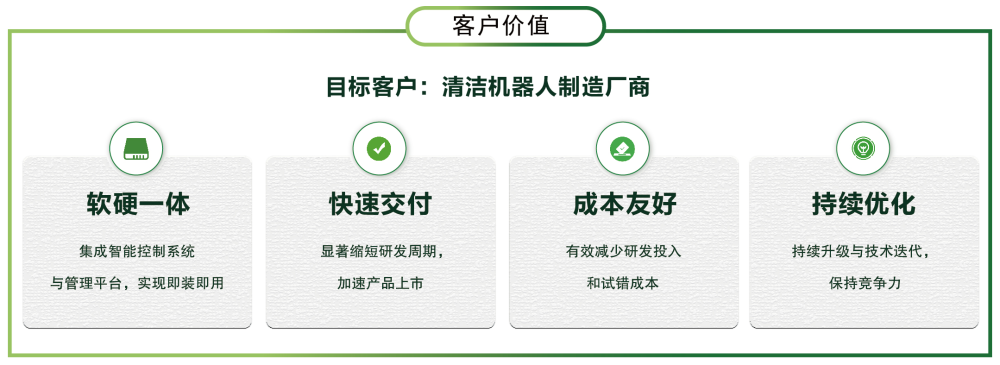 客户价值
目标客户：清洁机器人制造厂商
软硬一体
集成智能控制系统
与管理平台，实现即装即用
快速交付
显著缩短研发周期，
加速产品上市
成本友好
有效减少研发投入
和试错成本
持续优化
持续升级与技术迭代，
保持竞争力